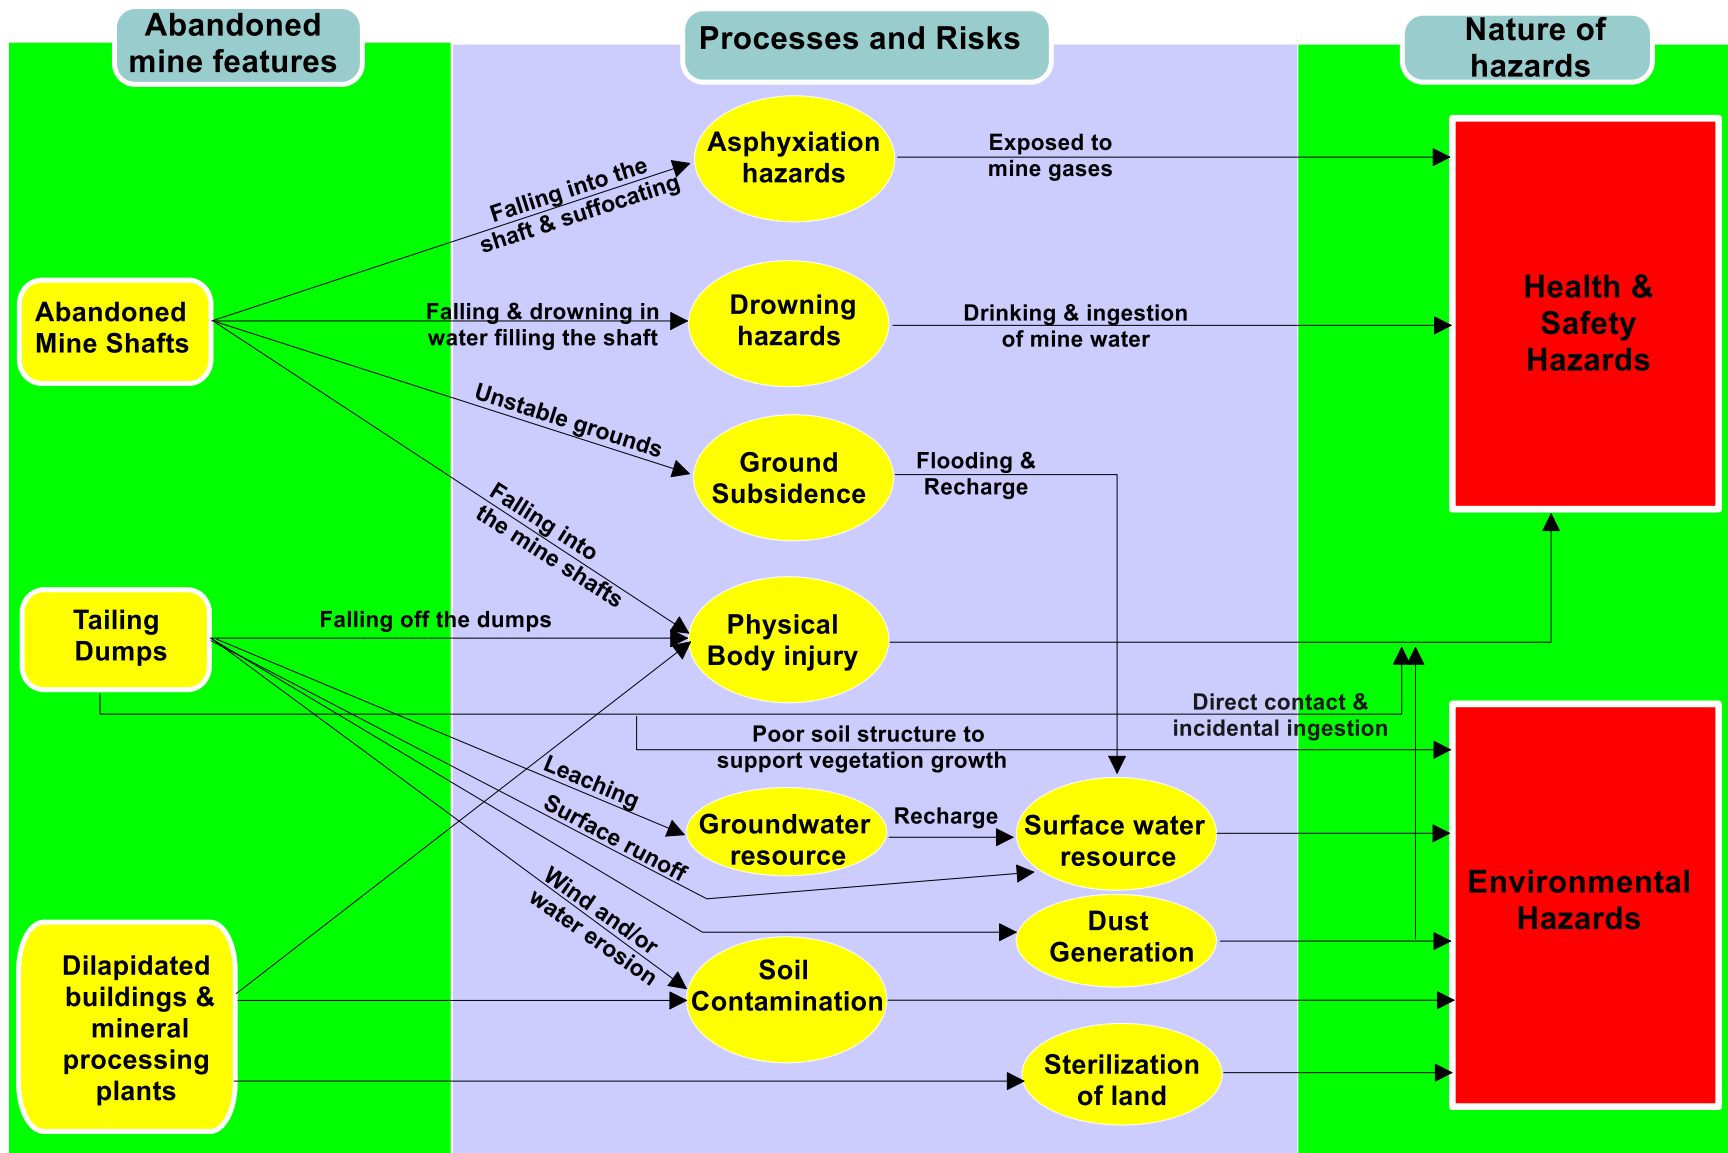 Abandoned
mine features
Processes and Risks
Nature of
hazards
Asphyxiation
hazards
Exposed to
mine gases
Falling into the
shaft & suffocating
Abandoned
Mine Shafts
Falling & drowning in
water filling the shaft
Drowning
hazards
Drinking & ingestion
of mine water
Health &
Safety
Hazards
Unstable grounds
Ground
Subsidence
Flooding &
Recharge
Falling into
the mine shafts
Tailing
Dumps
Falling off the dumps
Physical
Body injury
Direct contact &
incidental ingestion
Poor soil structure to
support vegetation growth
Leaching
Groundwater
resource
Recharge
Surface water
resource
Surface runoff
Environmental
Hazards
Wind and/or
water erosion
Dust
Generation
Dilapidated
buildings &
mineral
processing
plants
Soil
Contamination
Sterilization
of land